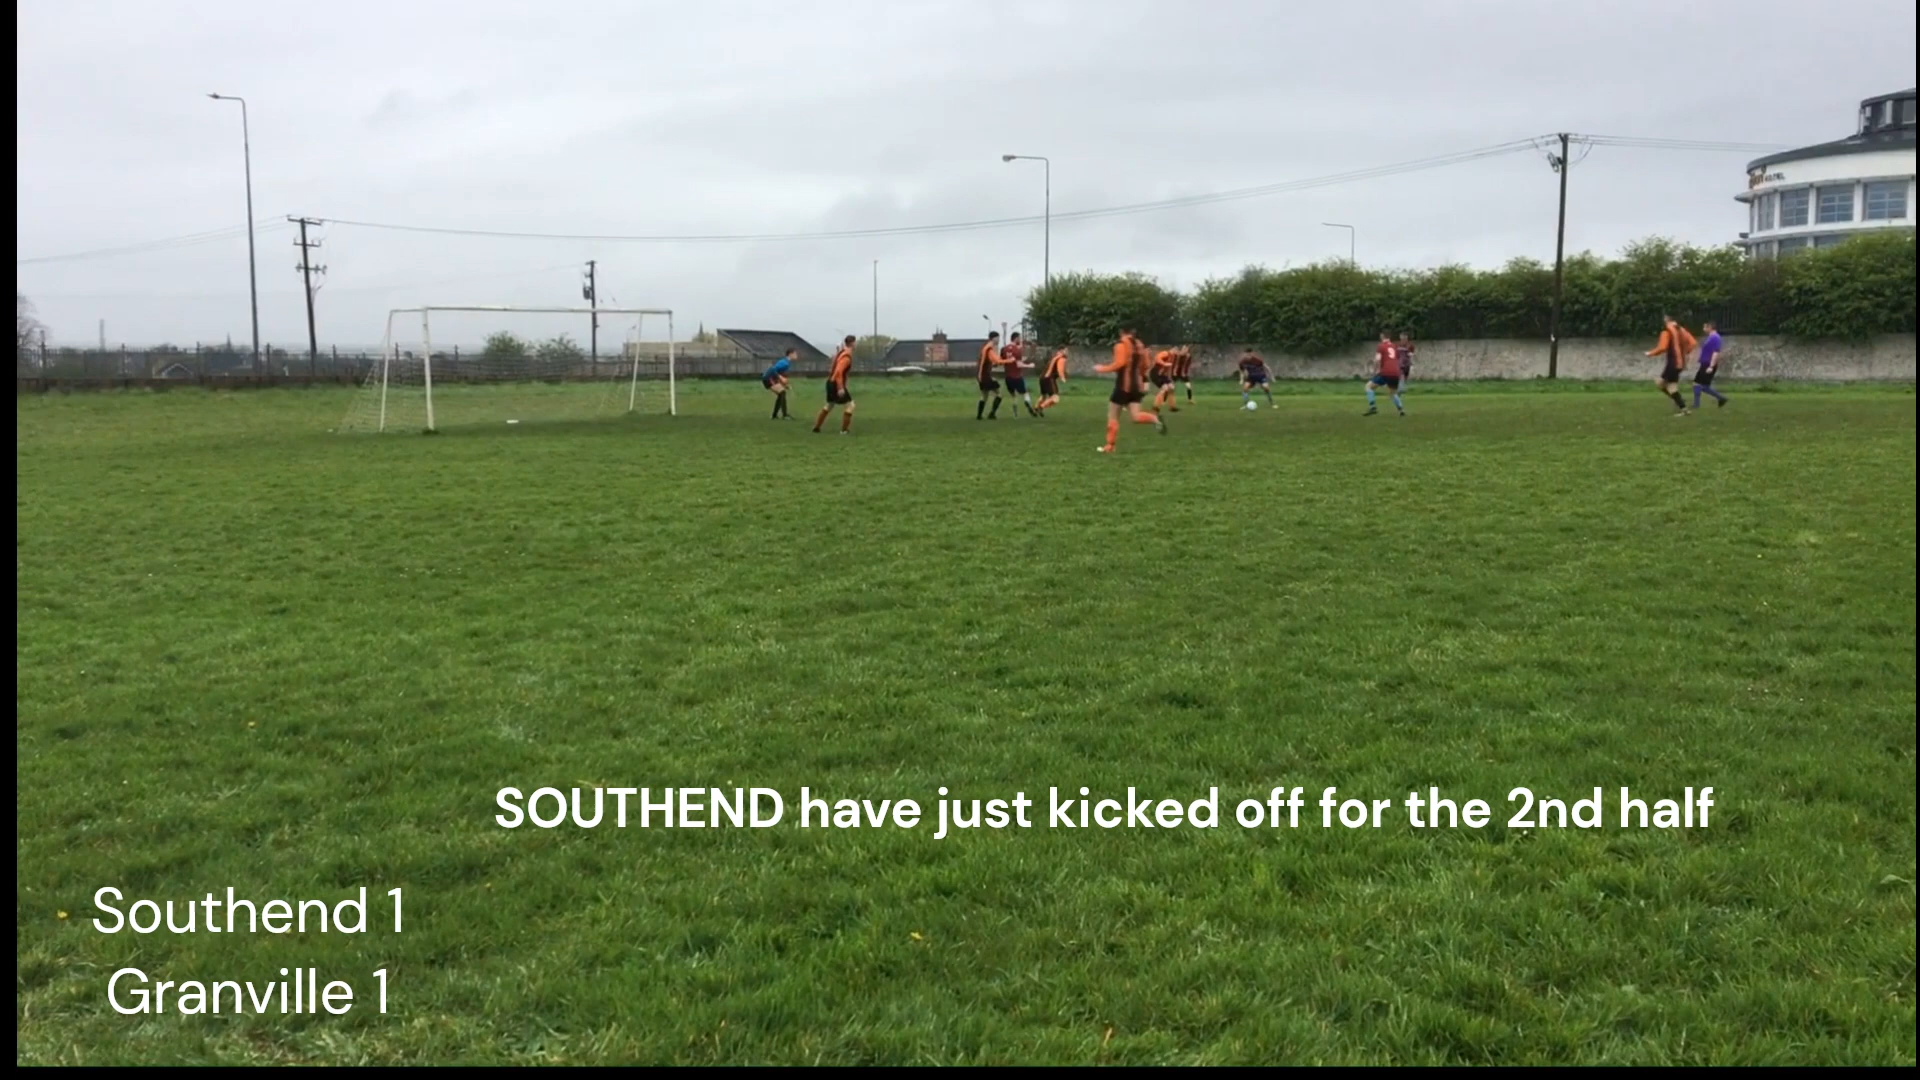 SOUTHEND have just kicked off for the 2nd half
Southend 1
Granville 1